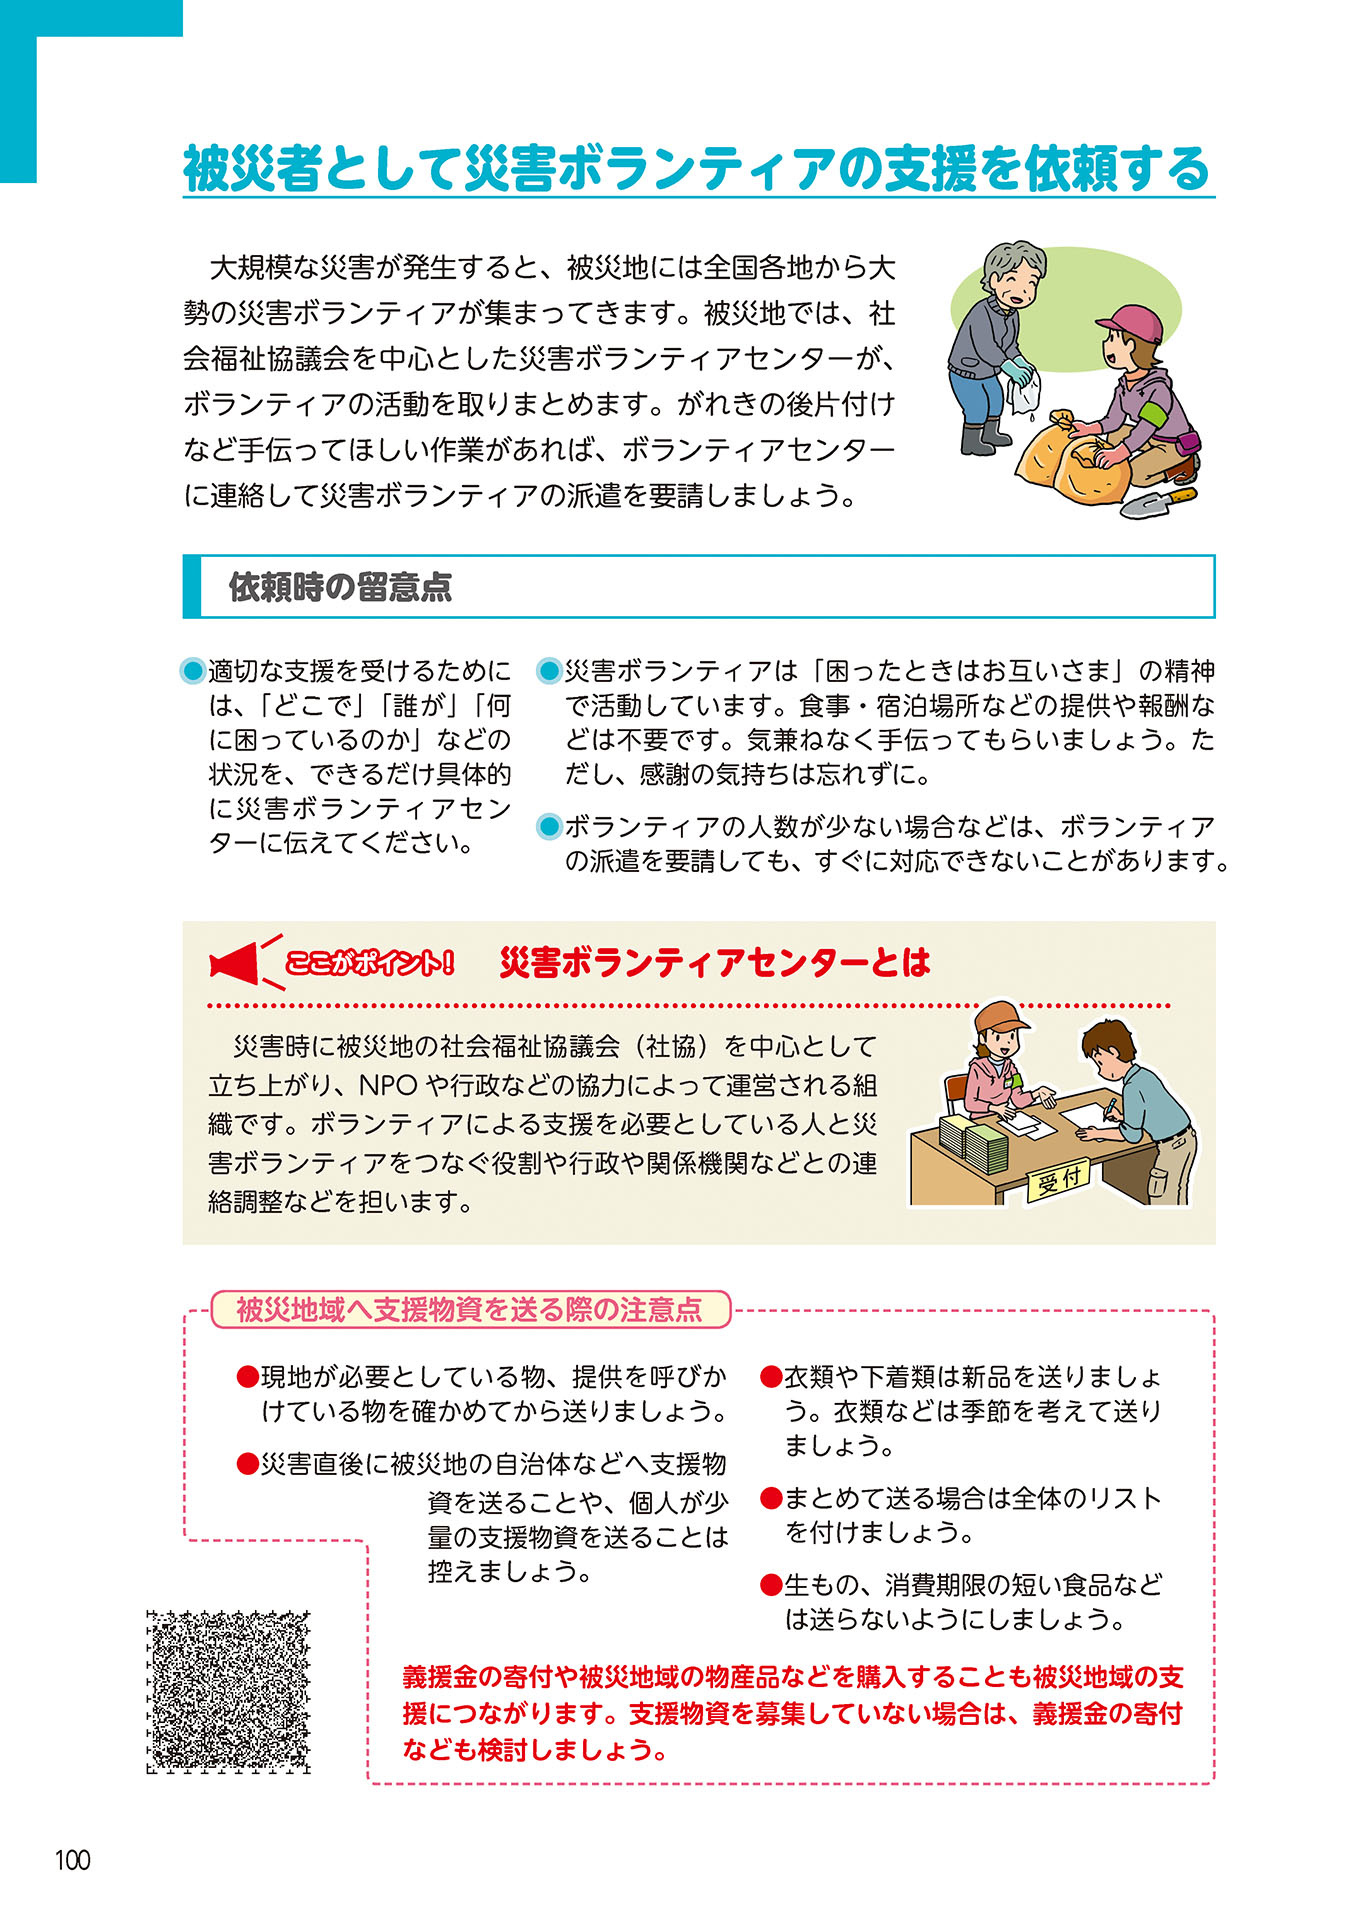 被災者として災害ボランティアの支援を依頼する
大規模な災害が発生すると、被災地には全国各地から大
勢の災害ボランティアが集まってきます。被災地では、社
会福祉協議会を中心とした災害ボランティアセンターが、
ボランティアの活動を取りまとめます。がれきの後片付け
など手伝ってほしい作業があれば、ボランティアセンター
に連絡して災害ボランティアの派遣を要請しましょう。
依頼時の留意点
●適切な支援を受けるために
は、「どこで」「誰が」「何
に困っているのか」などの
状況を、できるだけ具体的
に災害ボランティアセン
ターに伝えてください。
●災害ボランティアは「困ったときはお互いさま」の精神
で活動しています。食事・宿泊場所などの提供や報酬な
どは不要です。気兼ねなく手伝ってもらいましょう。た
だし、感謝の気持ちは忘れずに。
●ボランティアの人数が少ない場合などは、ボランティア
の派遣を要請しても、すぐに対応できないことがあります。
ここがポイント! 災害ボランティアセンターとは
災害時に被災地の社会福祉協議会（社協）を中心として
立ち上がり、NPOや行政などの協力によって運営される組
織です。ボランティアによる支援を必要としている人と災
害ボランティアをつなぐ役割や行政や関係機関などとの連
絡調整などを担います。
受付
被災地域へ支援物資を送る際の注意点
●現地が必要としている物、提供を呼びか
けている物を確かめてから送りましょう。
●災害直後に被災地の自治体などへ支援物
資を送ることや、個人が少
量の支援物資を送ることは
控えましょう。
●衣類や下着類は新品を送りましょ
う。衣類などは季節を考えて送り
ましょう。
●まとめて送る場合は全体のリスト
を付けましょう。
●生もの、消費期限の短い食品など
は送らないようにしましょう。
義援金の寄付や被災地域の物産品などを購入することも被災地域の支
援につながります。支援物資を募集していない場合は、義援金の寄付
なども検討しましょう。
100